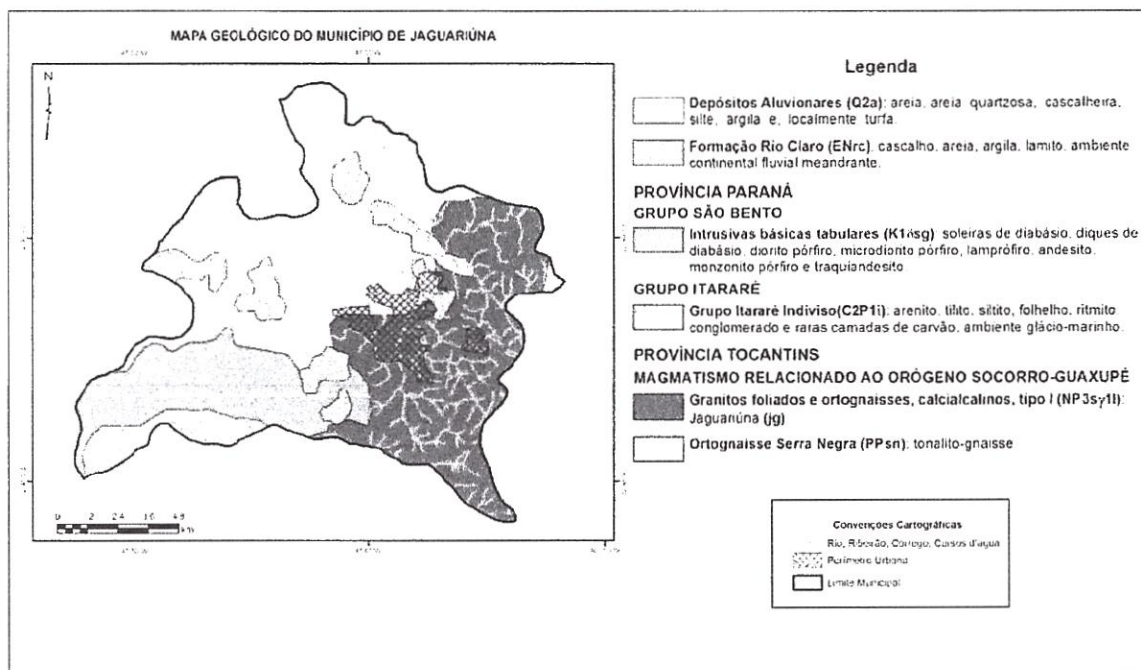 MAPA GEOLÓGICO DO MUNICÍPIO DE JAGUARIÚNA
N
km
Legenda
Depósitos Aluvionares (Q2a): areia, areia quartzosa, cascalheira,
silte, argila e, localmente turfa.
Formação Rio Claro (ENrc): cascalho, areia, argila, lamito, ambiente
continental fluvial meandrante.
PROVÍNCIA PARANÁ
GRUPO SÃO BENTO
Intrusivas básicas tabulares (K1δsg): soleiras de diabásio, diques de
diabásio, diorito pórfiro, microdiorito pórfiro, lamprófiro, andesito,
monzonito pórfiro e traquiandesito.
GRUPO ITARARÉ
Grupo Itararé Indiviso(C2P1i): arenito, tilito, siltito, folhelho, ritmito,
conglomerado e raras camadas de carvão, ambiente glácio-marinho.
PROVÍNCIA TOCANTINS
MAGMATISMO RELACIONADO AO ORÓGENO SOCORRO-GUAXUPÉ
Granitos foliados e ortognaisses, calcialcalinos, tipo I (NP3sγ1I):
Jaguariúna (jg)
Ortognaisse Serra Negra (PPsn): tonalito-gnaisse
Convenções Cartográficas
Rio, Ribeirão, Córrego, Cursos d'água
Perímetro Urbano
Limite Municipal